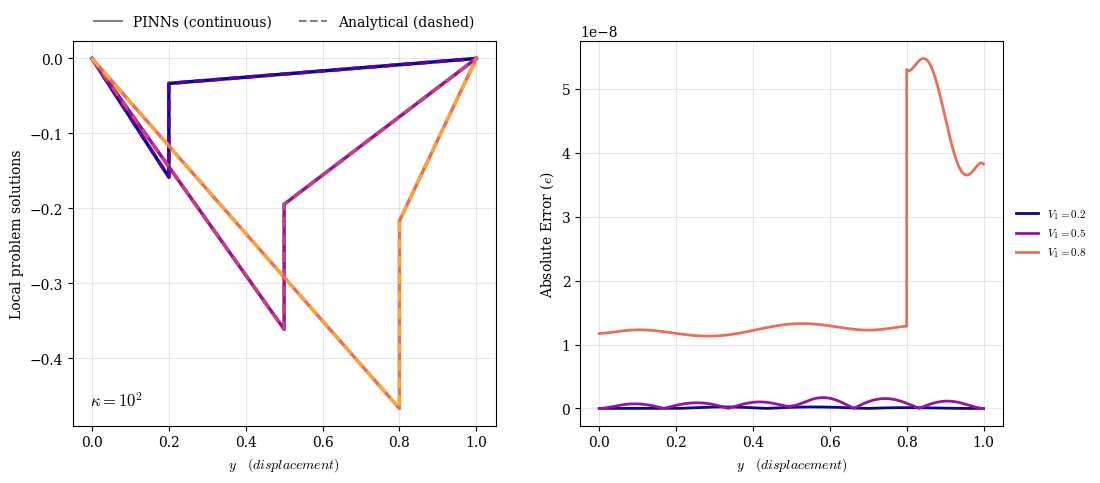 PINNs (continuous) Analytical (dashed)
Local problem solutions
0.0
−0.1
−0.2
−0.3
−0.4
κ = 10²
0.0 0.2 0.4 0.6 0.8 1.0
y (displacement)
1e−8
Absolute Error (e)
5
4
3
2
1
0
0.0 0.2 0.4 0.6 0.8 1.0
y (displacement)
V₁ = 0.2
V₁ = 0.5
V₁ = 0.8